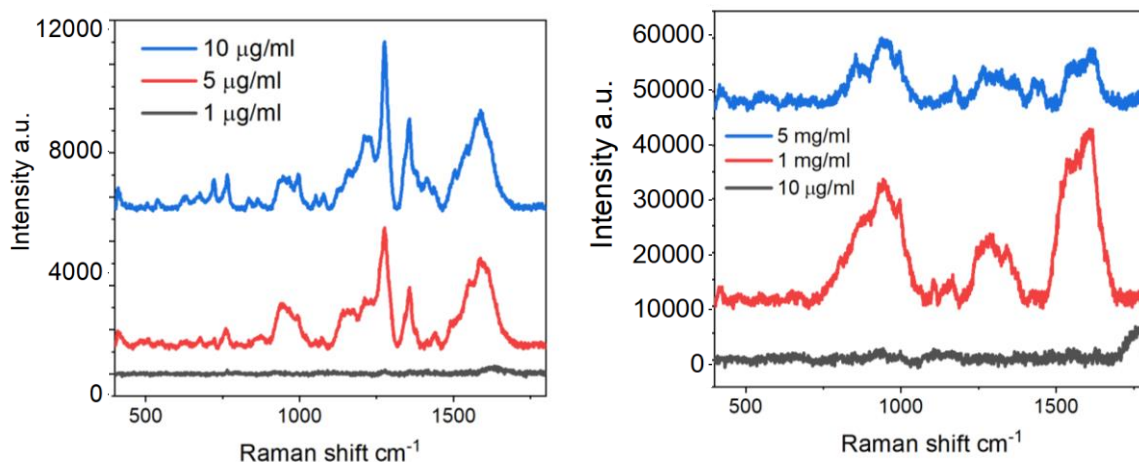 12000
8000
4000
0
Intensity a.u.
10 μg/ml
5 μg/ml
1 μg/ml
500
1000
1500
Raman shift cm⁻¹
60000
50000
40000
30000
20000
10000
0
Intensity a.u.
5 mg/ml
1 mg/ml
10 μg/ml
500
1000
1500
Raman shift cm⁻¹